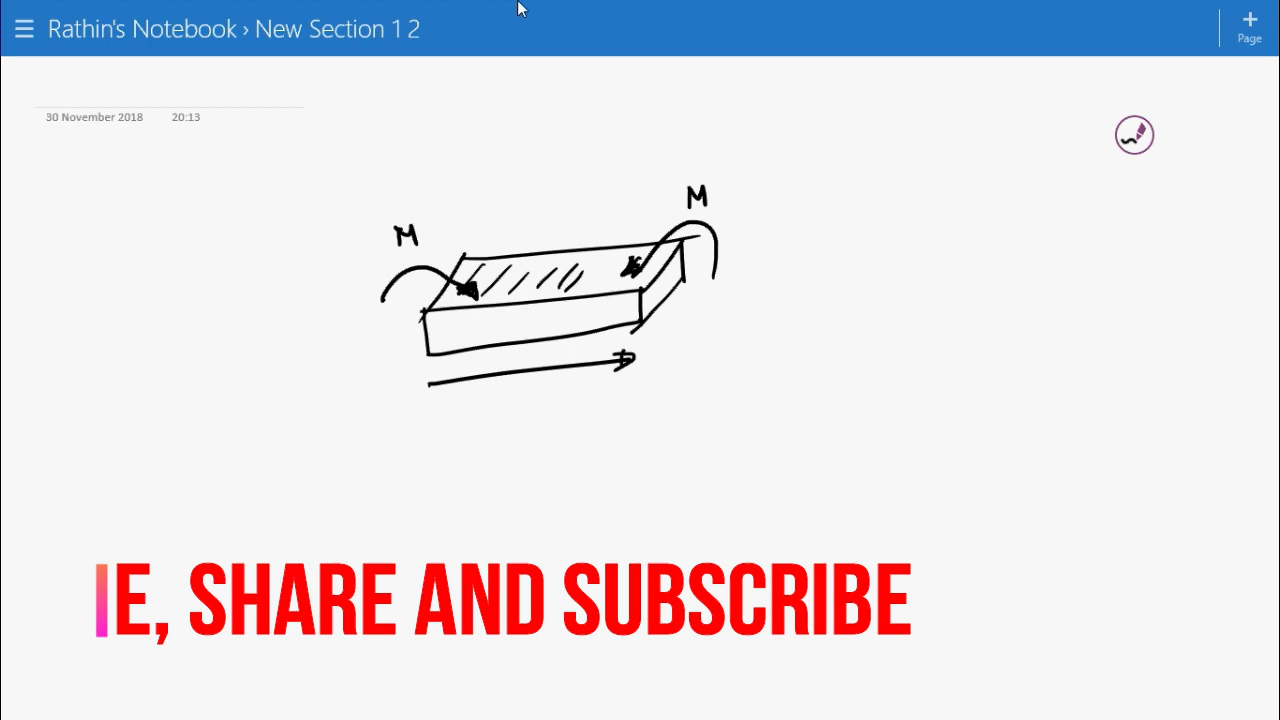 Rathin's Notebook › New Section 1 2
Page
30 November 2018 20:13
M
M
E, SHARE AND SUBSCRIBE